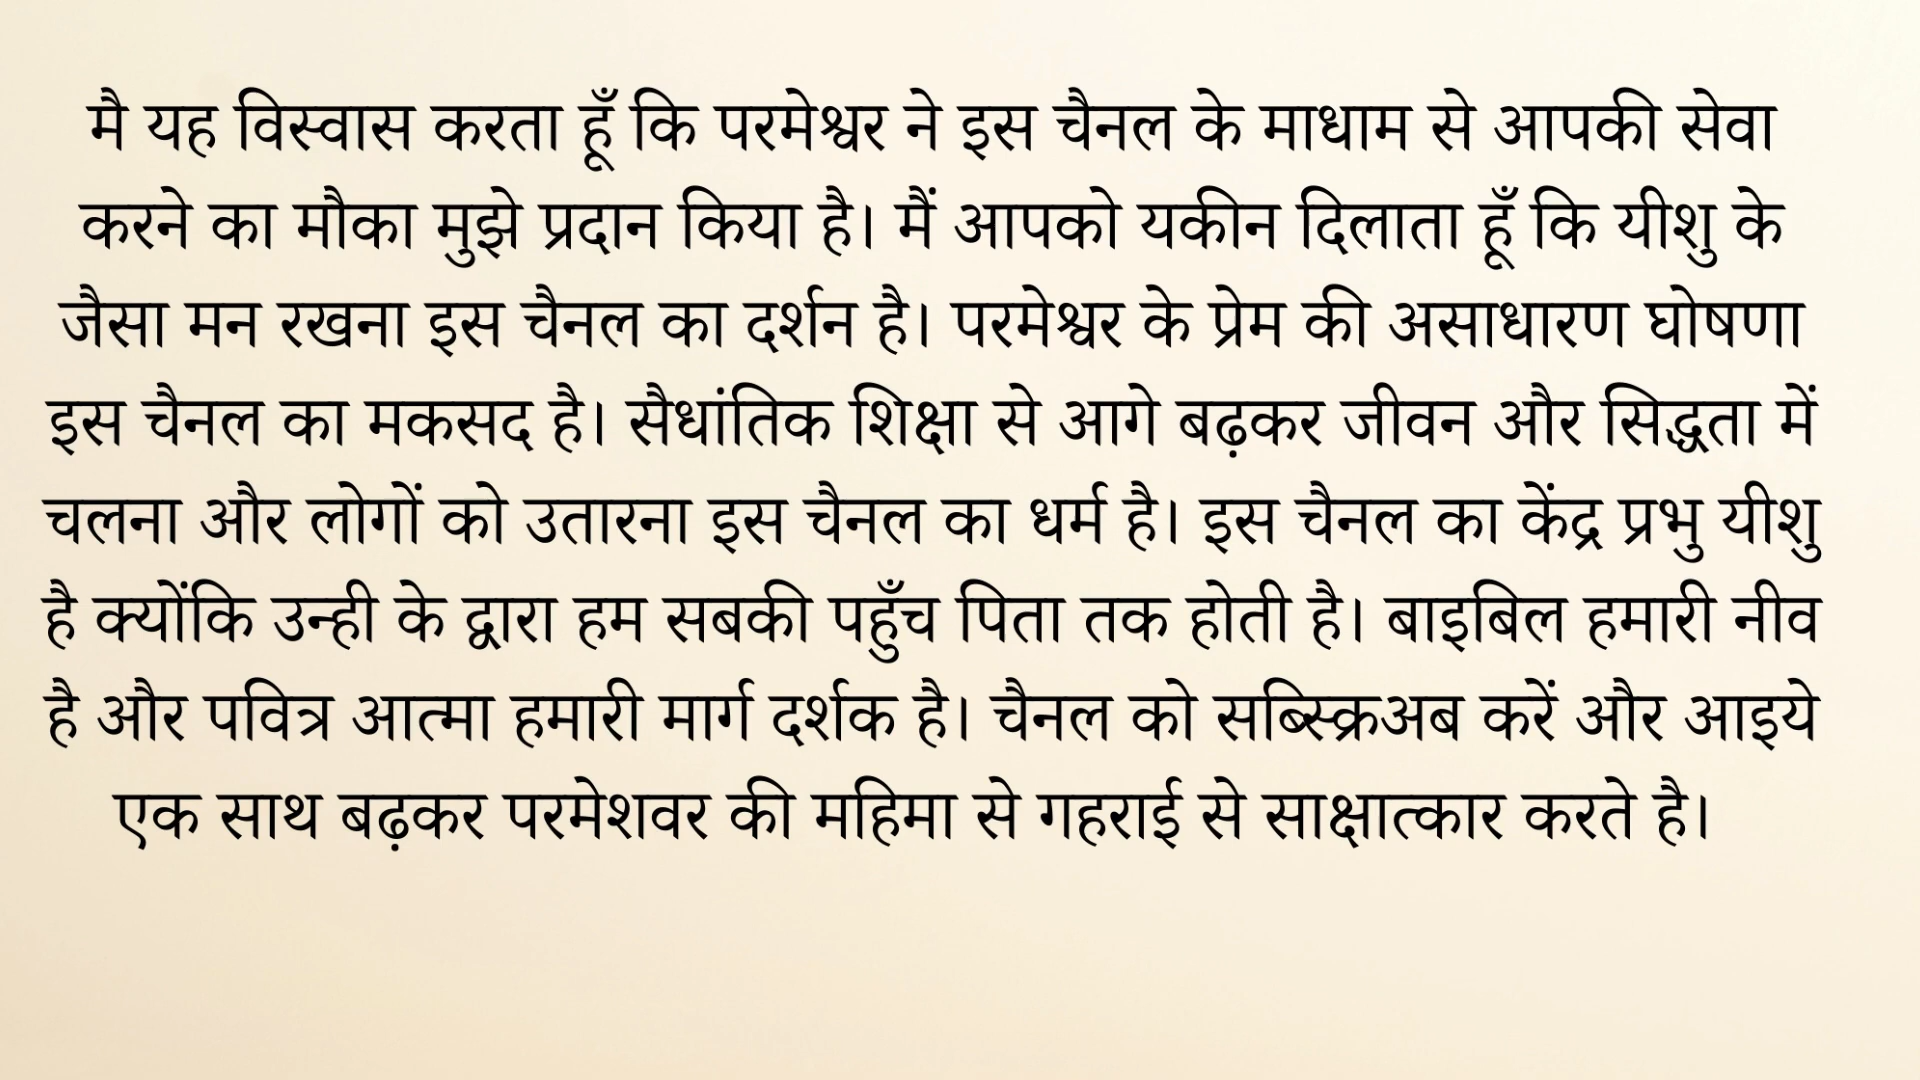 मै यह विस्वास करता हूँ कि परमेश्वर ने इस चैनल के माधाम से आपकी सेवा
करने का मौका मुझे प्रदान किया है। मैं आपको यकीन दिलाता हूँ कि यीशु के
जैसा मन रखना इस चैनल का दर्शन है। परमेश्वर के प्रेम की असाधारण घोषणा
इस चैनल का मकसद है। सैधांतिक शिक्षा से आगे बढ़कर जीवन और सिद्धता में
चलना और लोगों को उतारना इस चैनल का धर्म है। इस चैनल का केंद्र प्रभु यीशु
है क्योंकि उन्ही के द्वारा हम सबकी पहुँच पिता तक होती है। बाइबिल हमारी नीव
है और पवित्र आत्मा हमारी मार्ग दर्शक है। चैनल को सब्स्क्रिअब करें और आइये
एक साथ बढ़कर परमेशवर की महिमा से गहराई से साक्षात्कार करते है।